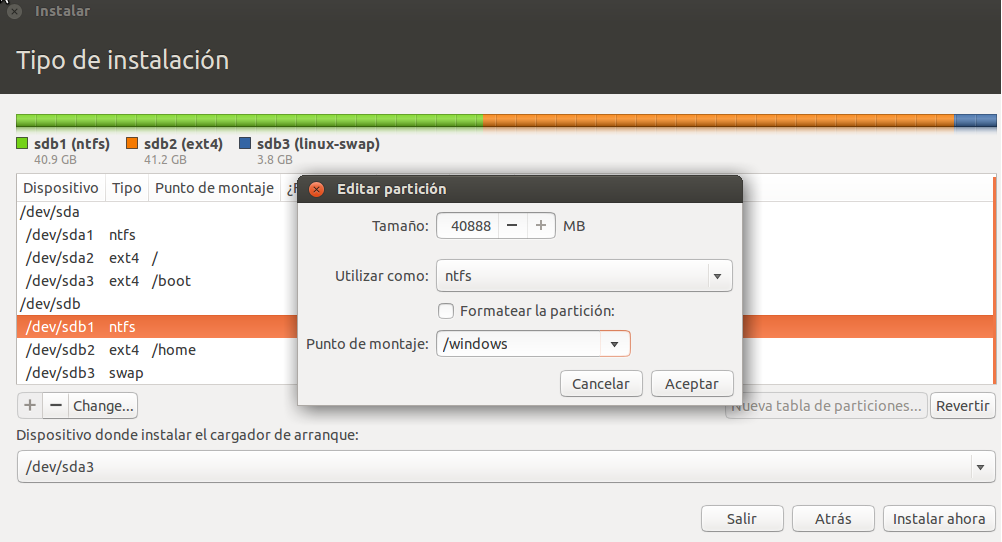 Instalar
Tipo de instalación
sdb1 (ntfs) sdb2 (ext4) sdb3 (linux-swap)
40.9 GB 41.2 GB 3.8 GB
Dispositivo Tipo Punto de montaje
/dev/sda
/dev/sda1 ntfs
/dev/sda2 ext4 /
/dev/sda3 ext4 /boot
/dev/sdb
/dev/sdb1 ntfs
/dev/sdb2 ext4 /home
/dev/sdb3 swap
Editar partición
Tamaño: 40888 − + MB
Utilizar como: ntfs
Formatear la partición:
Punto de montaje: /windows
Cancelar Aceptar
+ − Change... Nueva tabla de particiones... Revertir
Dispositivo donde instalar el cargador de arranque:
/dev/sda3
Salir Atrás Instalar ahora